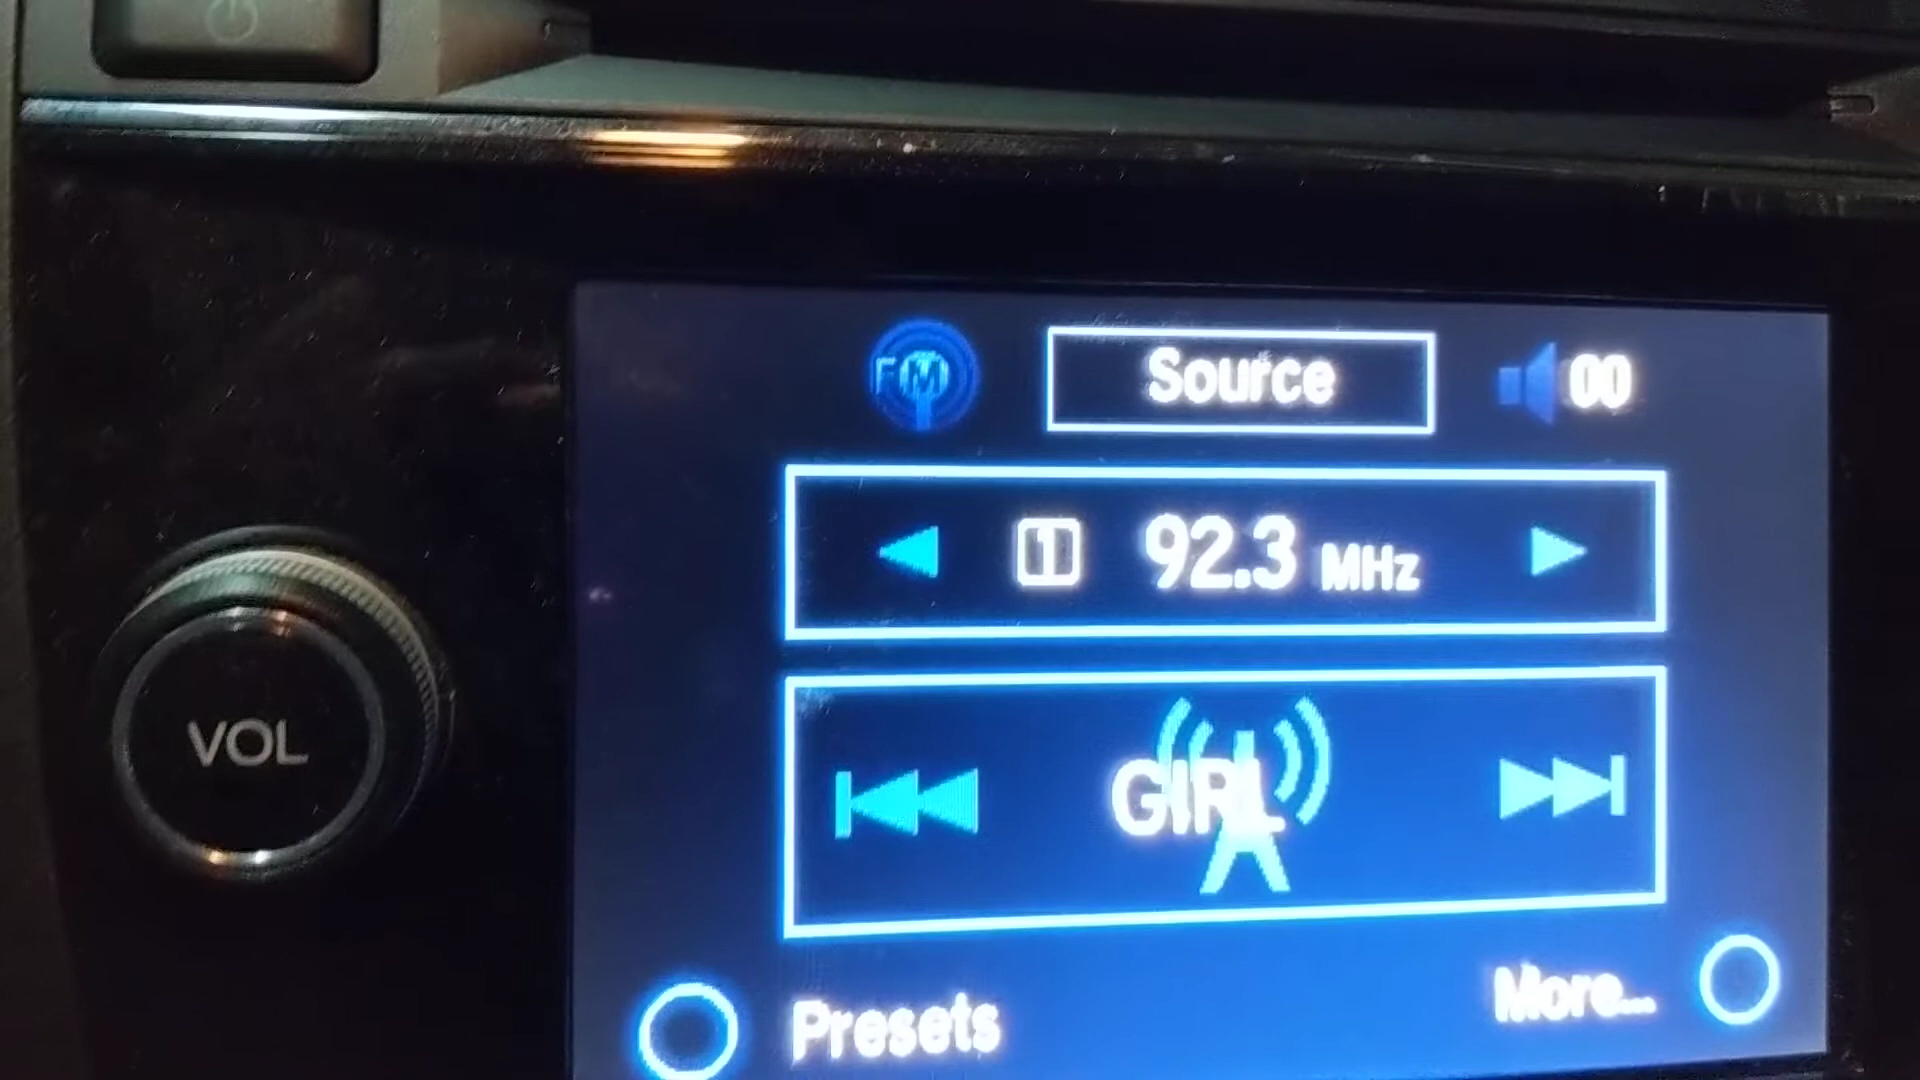 FM Source 00
1 92.3 MHz
VOL
GIRL
Presets More...